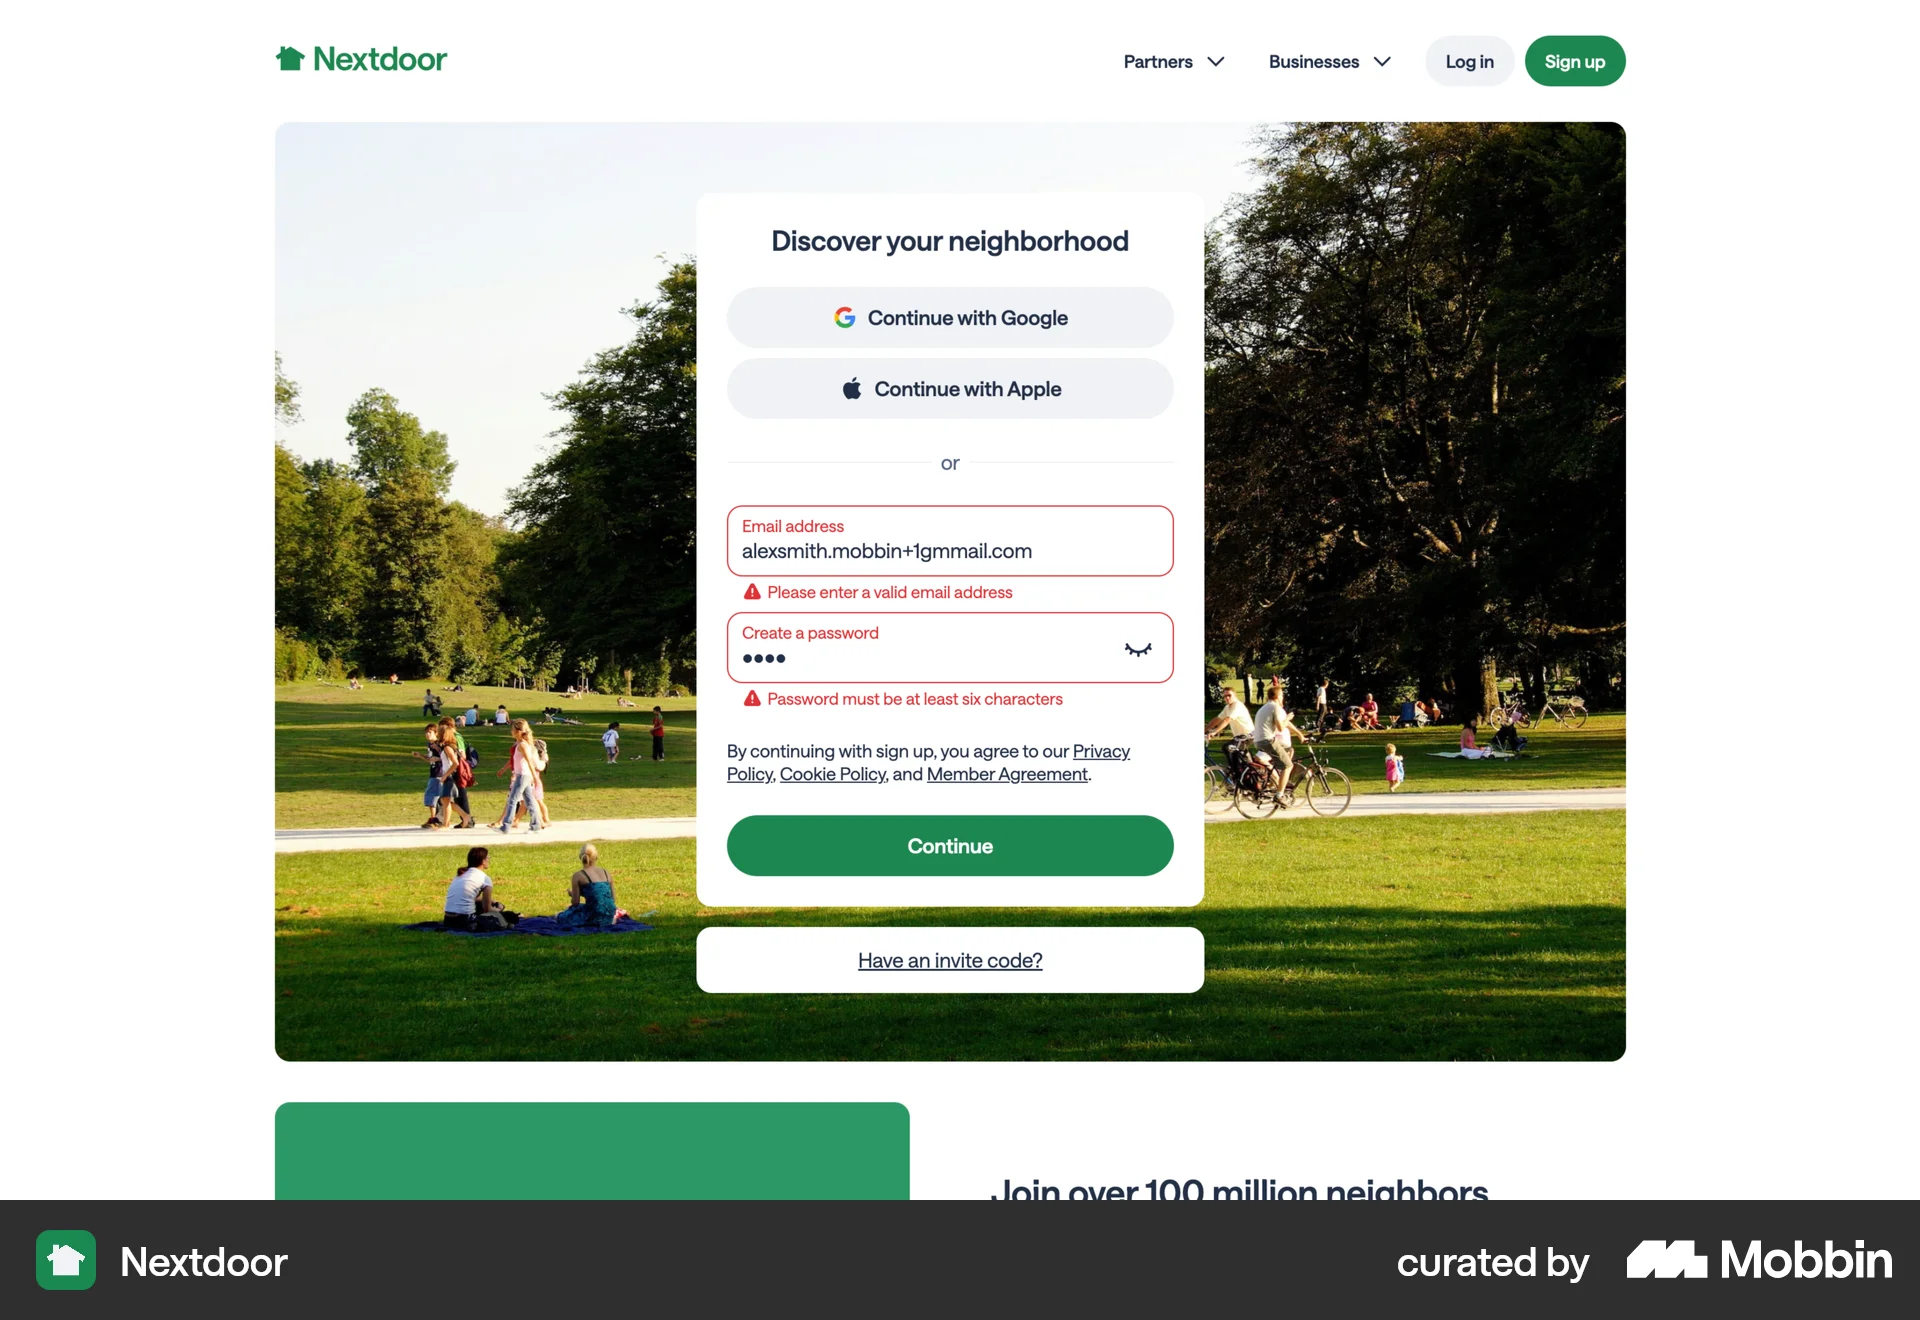 Nextdoor
Partners
Businesses
Log in
Sign up
Discover your neighborhood
Continue with Google
Continue with Apple
or
Email address
alexsmith.mobbin+1gmmail.com
Please enter a valid email address
Create a password
Password must be at least six characters
By continuing with sign up, you agree to our Privacy
Policy, Cookie Policy, and Member Agreement.
Continue
Have an invite code?
Join over 100 million neighbors
Nextdoor
curated by Mobbin